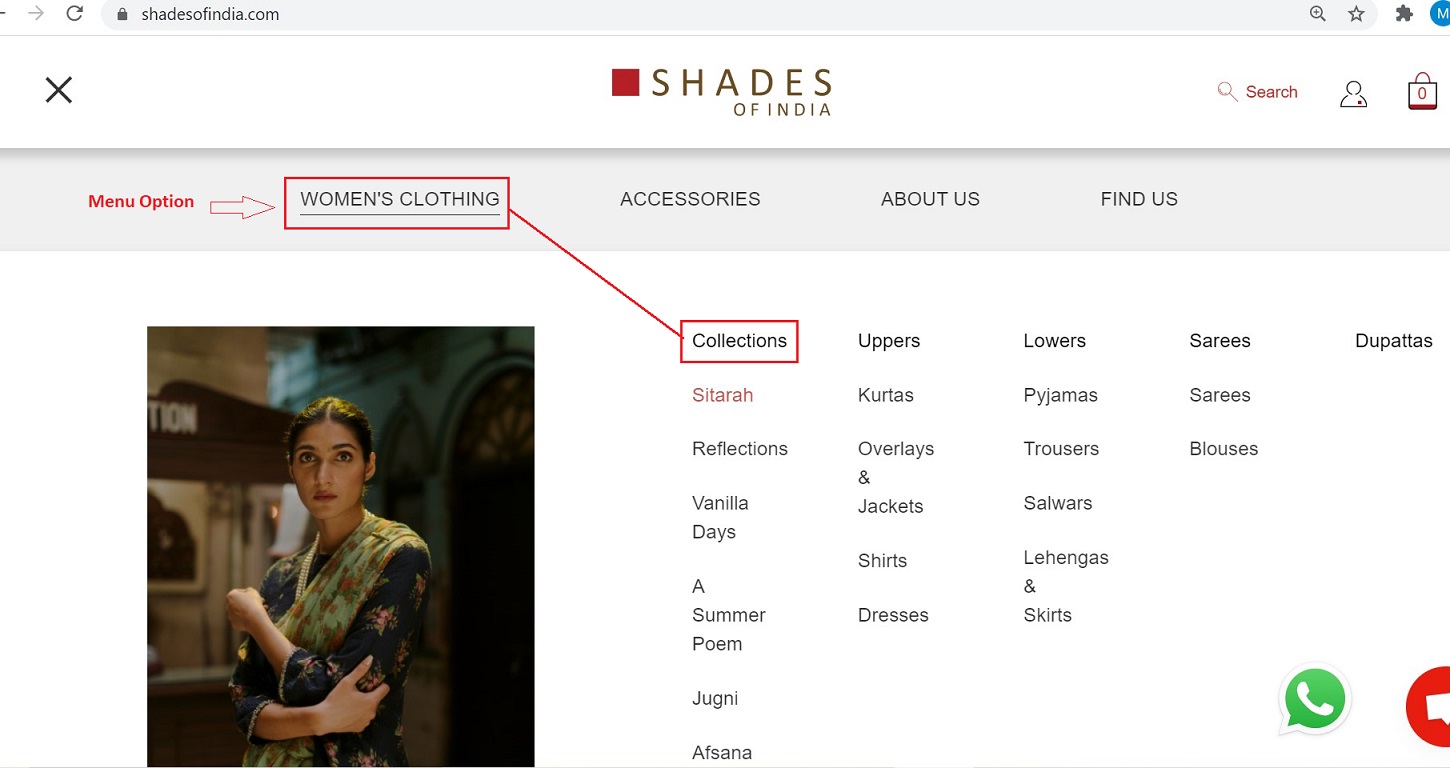 shadesofindia.com
M
SHADES
OF INDIA
Search
0
Menu Option
WOMEN'S CLOTHING
ACCESSORIES
ABOUT US
FIND US
Collections
Sitarah
Reflections
Vanilla
Days
A
Summer
Poem
Jugni
Afsana
Uppers
Kurtas
Overlays
&
Jackets
Shirts
Dresses
Lowers
Pyjamas
Trousers
Salwars
Lehengas
&
Skirts
Sarees
Sarees
Blouses
Dupattas
TION